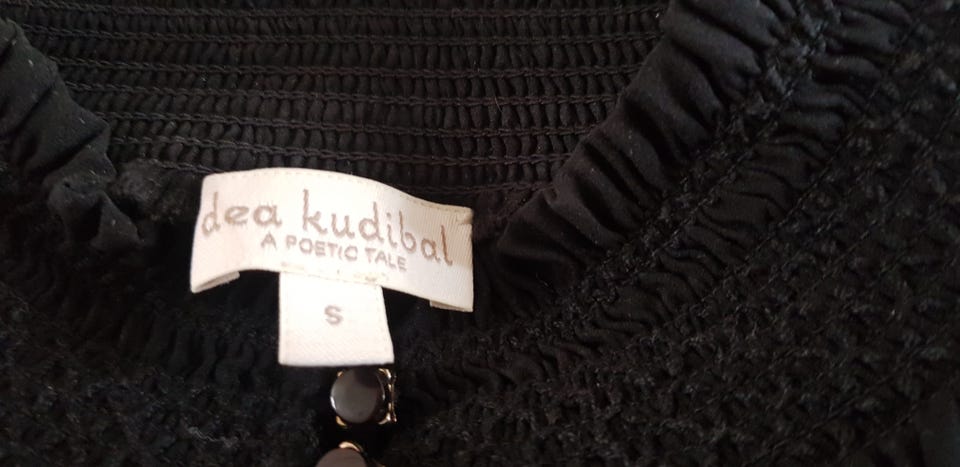 dea kudibal
A POETIC TALE
S